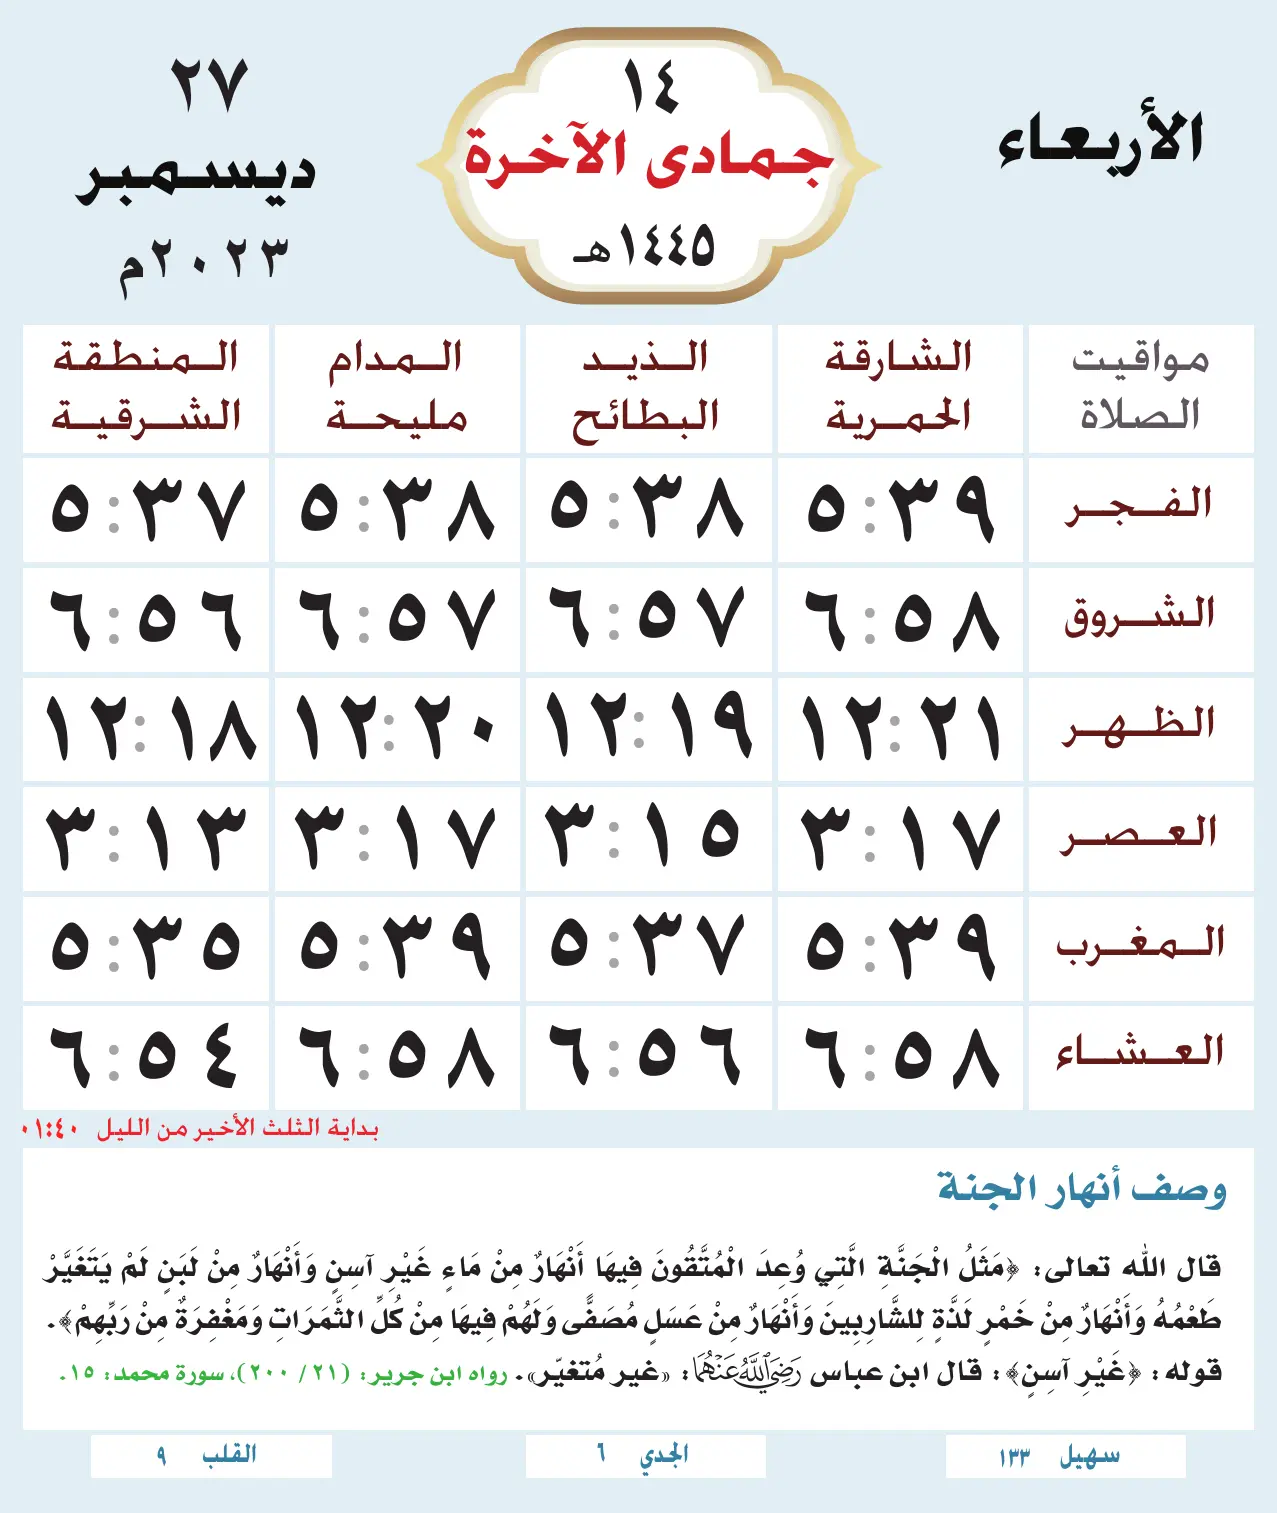 الأربعاء
١٤
جمادى الآخرة
١٤٤٥هـ
٢٧
ديسمبر
٢٠٢٣م
مواقيت الصلاة
الشارقة الحمرية
الذيد البطائح
المدام مليحة
المنطقة الشرقية
الفجر ٥:٣٩ ٥:٣٨ ٥:٣٨ ٥:٣٧
الشروق ٦:٥٨ ٦:٥٧ ٦:٥٧ ٦:٥٦
الظهر ١٢:٢١ ١٢:١٩ ١٢:٢٠ ١٢:١٨
العصر ٣:١٧ ٣:١٥ ٣:١٧ ٣:١٣
المغرب ٥:٣٩ ٥:٣٧ ٥:٣٩ ٥:٣٥
العشاء ٦:٥٨ ٦:٥٦ ٦:٥٨ ٦:٥٤
بداية الثلث الأخير من الليل ٠١:٤٠
وصف أنهار الجنة
قال الله تعالى: ﴿مَثَلُ الْجَنَّةِ الَّتِي وُعِدَ الْمُتَّقُونَ فِيهَا أَنْهَارٌ مِنْ مَاءٍ غَيْرِ آسِنٍ وَأَنْهَارٌ مِنْ لَبَنٍ لَمْ يَتَغَيَّرْ
طَعْمُهُ وَأَنْهَارٌ مِنْ خَمْرٍ لَذَّةٍ لِلشَّارِبِينَ وَأَنْهَارٌ مِنْ عَسَلٍ مُصَفًّى وَلَهُمْ فِيهَا مِنْ كُلِّ الثَّمَرَاتِ وَمَغْفِرَةٌ مِنْ رَبِّهِمْ﴾.
قوله: ﴿غَيْرِ آسِنٍ﴾: قال ابن عباس رَضِيَ اللَّهُ عَنْهُمَا: «غير مُتغيّر». رواه ابن جرير: (٢١/ ٢٠٠)، سورة محمد: ١٥.
سهيل ١٣٣
الجدي ٦
القلب ٩